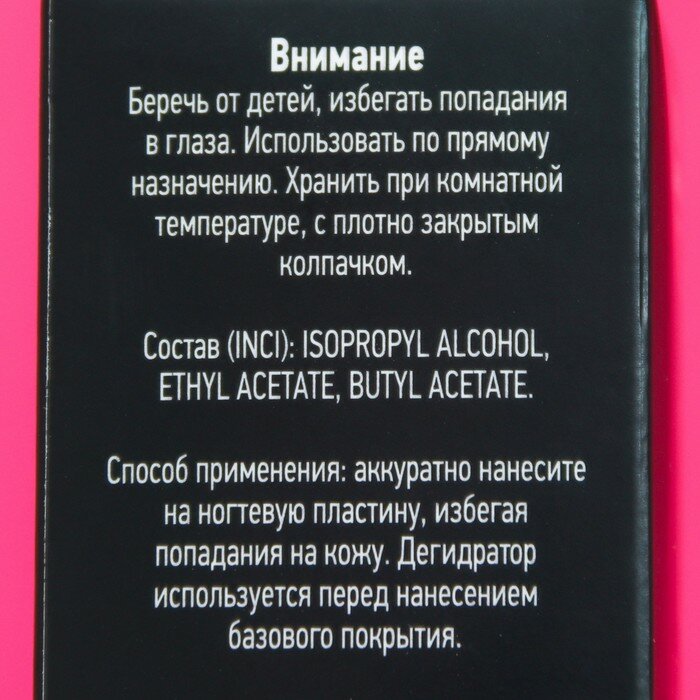 Внимание
Беречь от детей, избегать попадания
в глаза. Использовать по прямому
назначению. Хранить при комнатной
температуре, с плотно закрытым
колпачком.
Состав (INCI): ISOPROPYL ALCOHOL,
ETHYL ACETATE, BUTYL ACETATE.
Способ применения: аккуратно нанесите
на ногтевую пластину, избегая
попадания на кожу. Дегидратор
используется перед нанесением
базового покрытия.